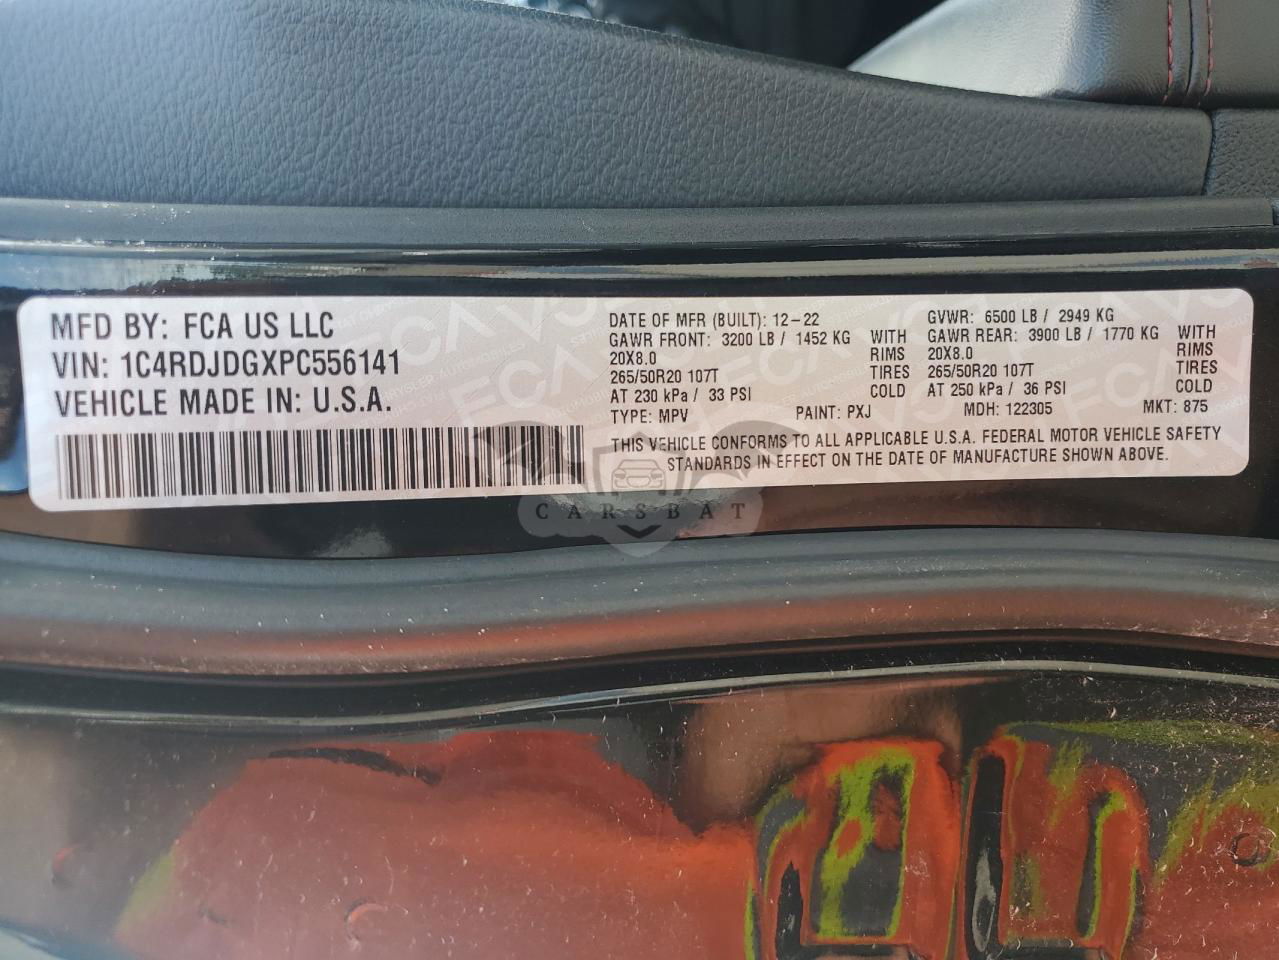 MFD BY: FCA US LLC
VIN: 1C4RDJDGXPC556141
VEHICLE MADE IN: U.S.A.
DATE OF MFR (BUILT): 12-22
GAWR FRONT: 3200 LB / 1452 KG WITH
20X8.0 RIMS
265/50R20 107T TIRES
AT 230 kPa / 33 PSI COLD
TYPE: MPV PAINT: PXJ
GVWR: 6500 LB / 2949 KG
GAWR REAR: 3900 LB / 1770 KG WITH
20X8.0 RIMS
265/50R20 107T TIRES
AT 250 kPa / 36 PSI COLD
MDH: 122305 MKT: 875
THIS VEHICLE CONFORMS TO ALL APPLICABLE U.S.A. FEDERAL MOTOR VEHICLE SAFETY
STANDARDS IN EFFECT ON THE DATE OF MANUFACTURE SHOWN ABOVE.
CARSBAT